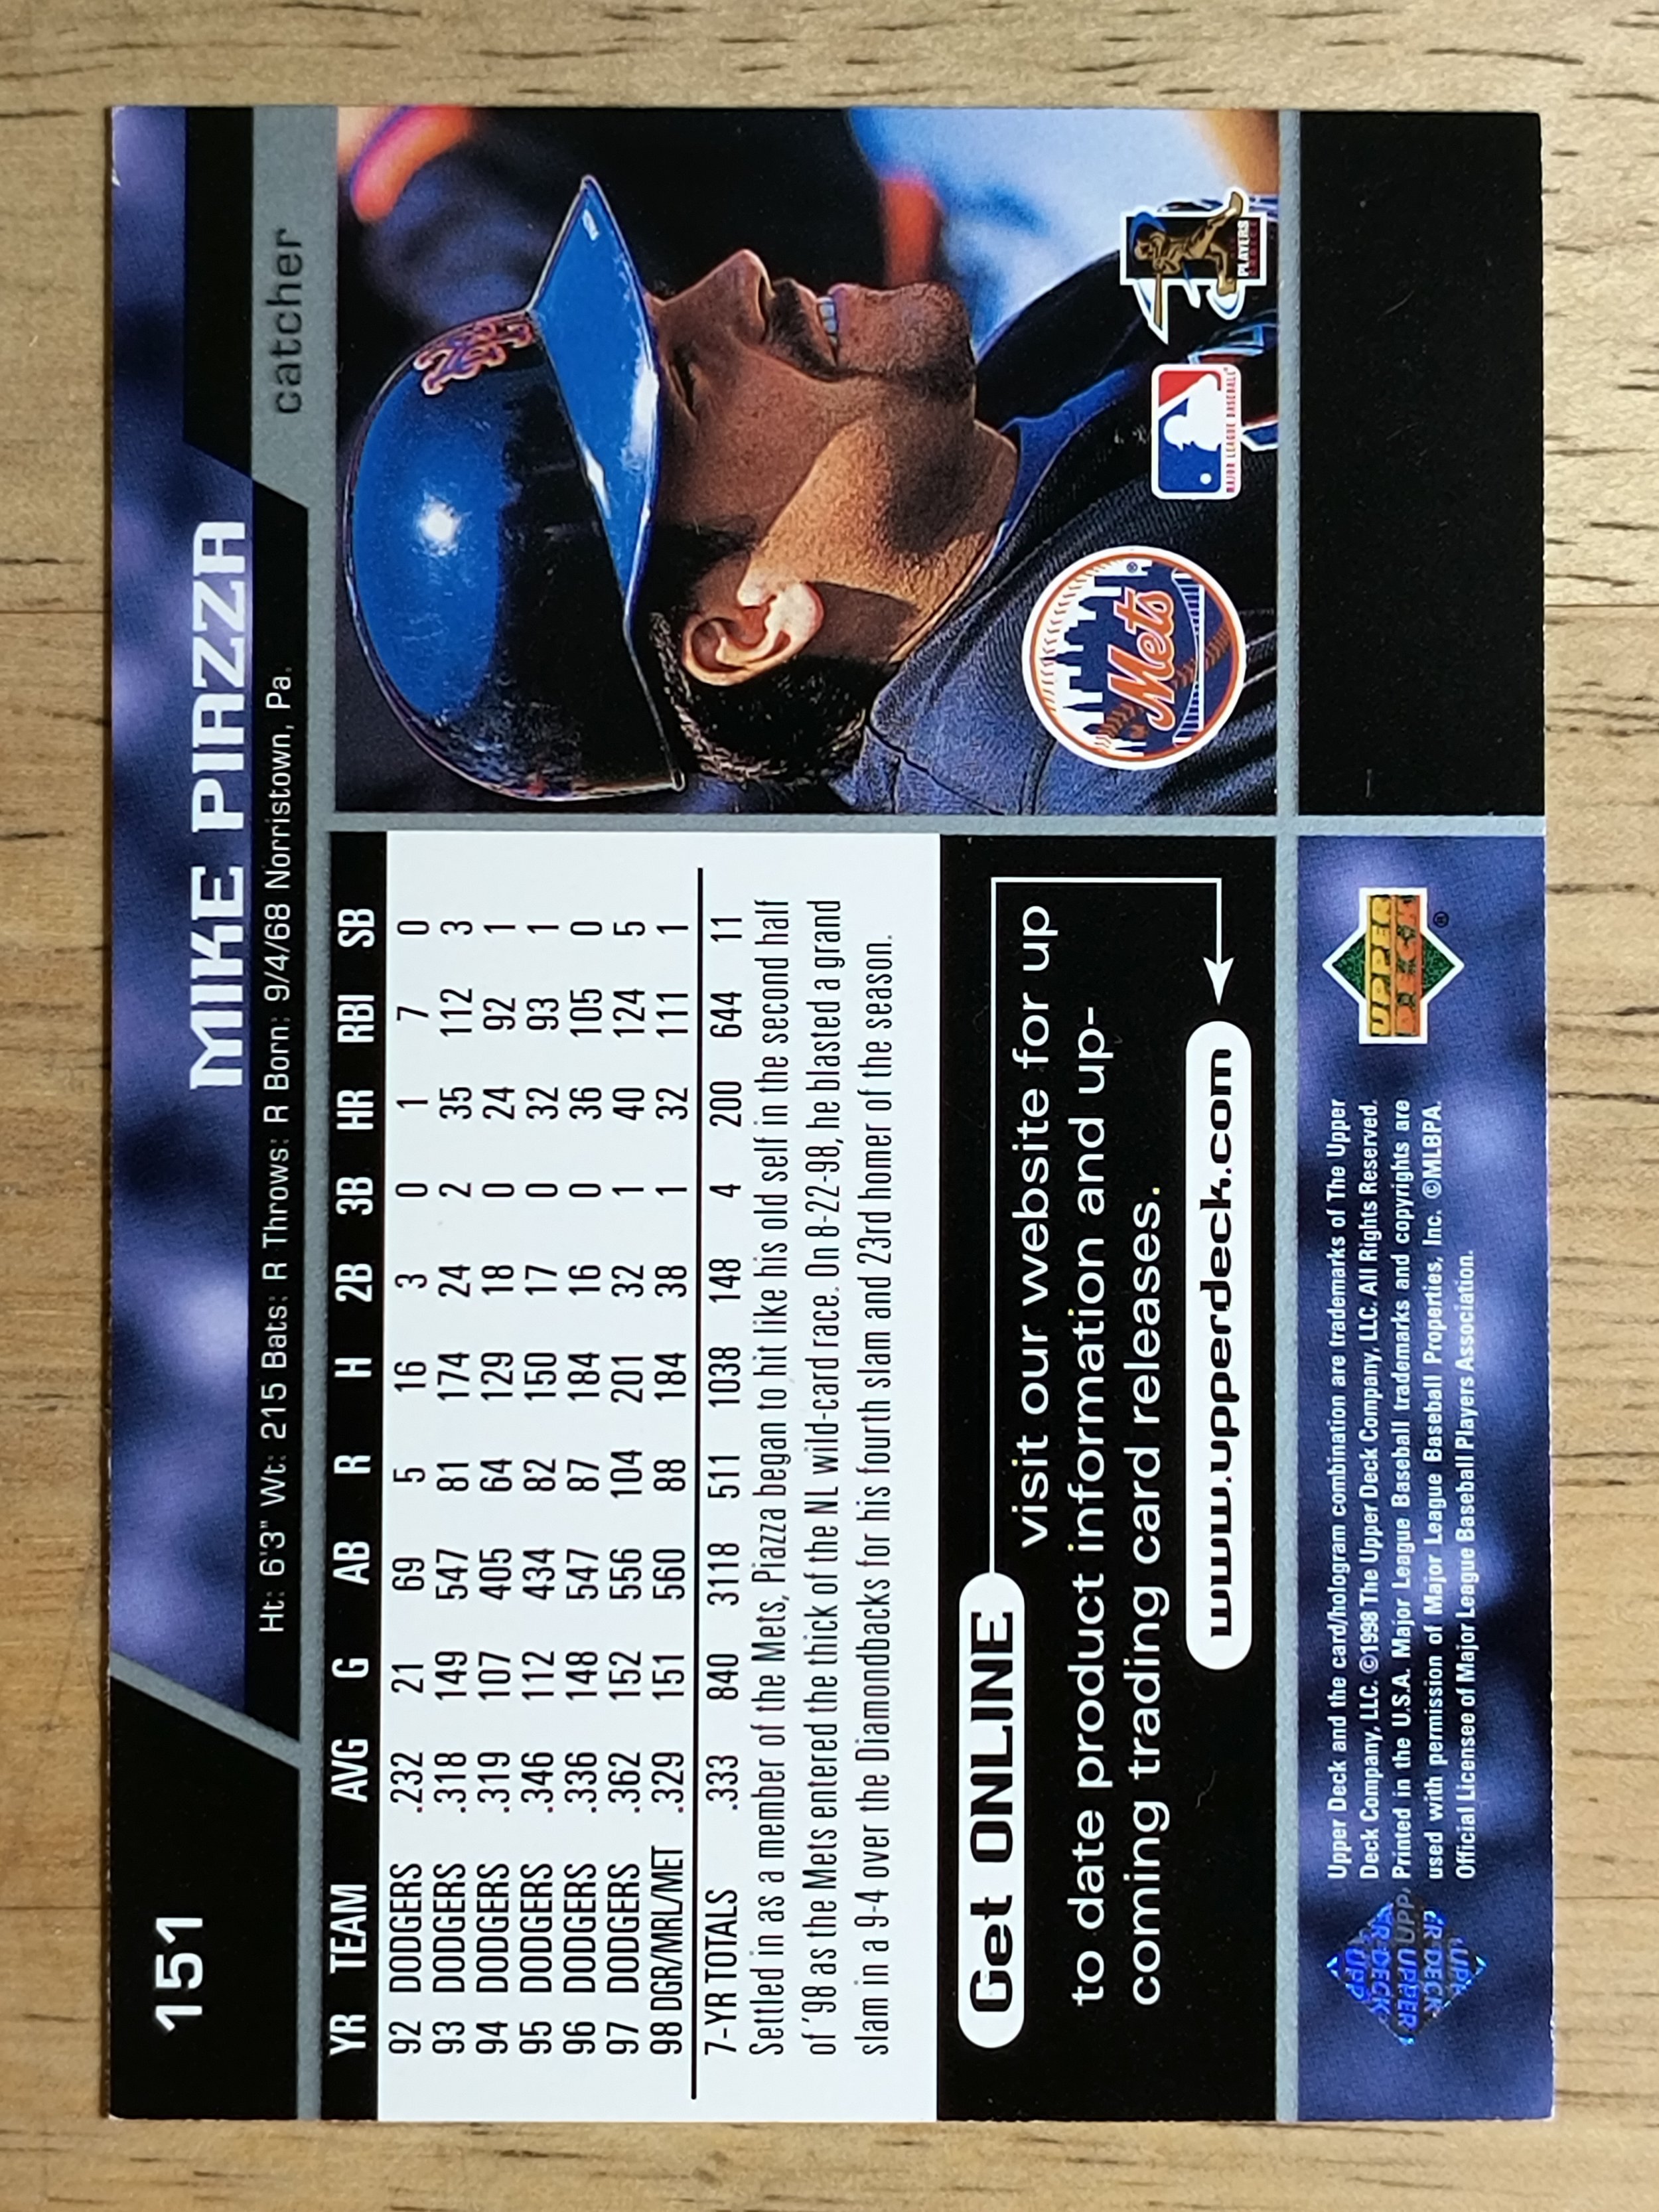 151
MIKE PIAZZA
catcher
Ht: 6'3" Wt: 215 Bats: R Throws: R Born: 9/4/68 Norristown, Pa.
YR TEAM AVG G AB R H 2B 3B HR RBI SB
92 DODGERS .232 21 69 5 16 3 0 1 7 0
93 DODGERS .318 149 547 81 174 24 2 35 112 3
94 DODGERS .319 107 405 64 129 18 0 24 92 1
95 DODGERS .346 112 434 82 150 17 0 32 93 1
96 DODGERS .336 148 547 87 184 16 0 36 105 0
97 DODGERS .362 152 556 104 201 32 1 40 124 5
98 DGR/MRL/MET .329 151 560 88 184 38 1 32 111 1
7-YR TOTALS .333 840 3118 511 1038 148 4 200 644 11
Settled in as a member of the Mets, Piazza began to hit like his old self in the second half
of '98 as the Mets entered the thick of the NL wild-card race. On 8-22-98, he blasted a grand
slam in a 9-4 over the Diamondbacks for his fourth slam and 23rd homer of the season.
Get ONLINE
visit our website for up
to date product information and up-
coming trading card releases.
www.upperdeck.com
Mets
MAJOR LEAGUE BASEBALL
PLAYERS
Upper Deck and the card/hologram combination are trademarks of The Upper
Deck Company, LLC. ©1998 The Upper Deck Company, LLC. All Rights Reserved.
Printed in the U.S.A. Major League Baseball trademarks and copyrights are
used with permission of Major League Baseball Properties, Inc. ©MLBPA.
Official Licensee of Major League Baseball Players Association.
UPPER
DECK